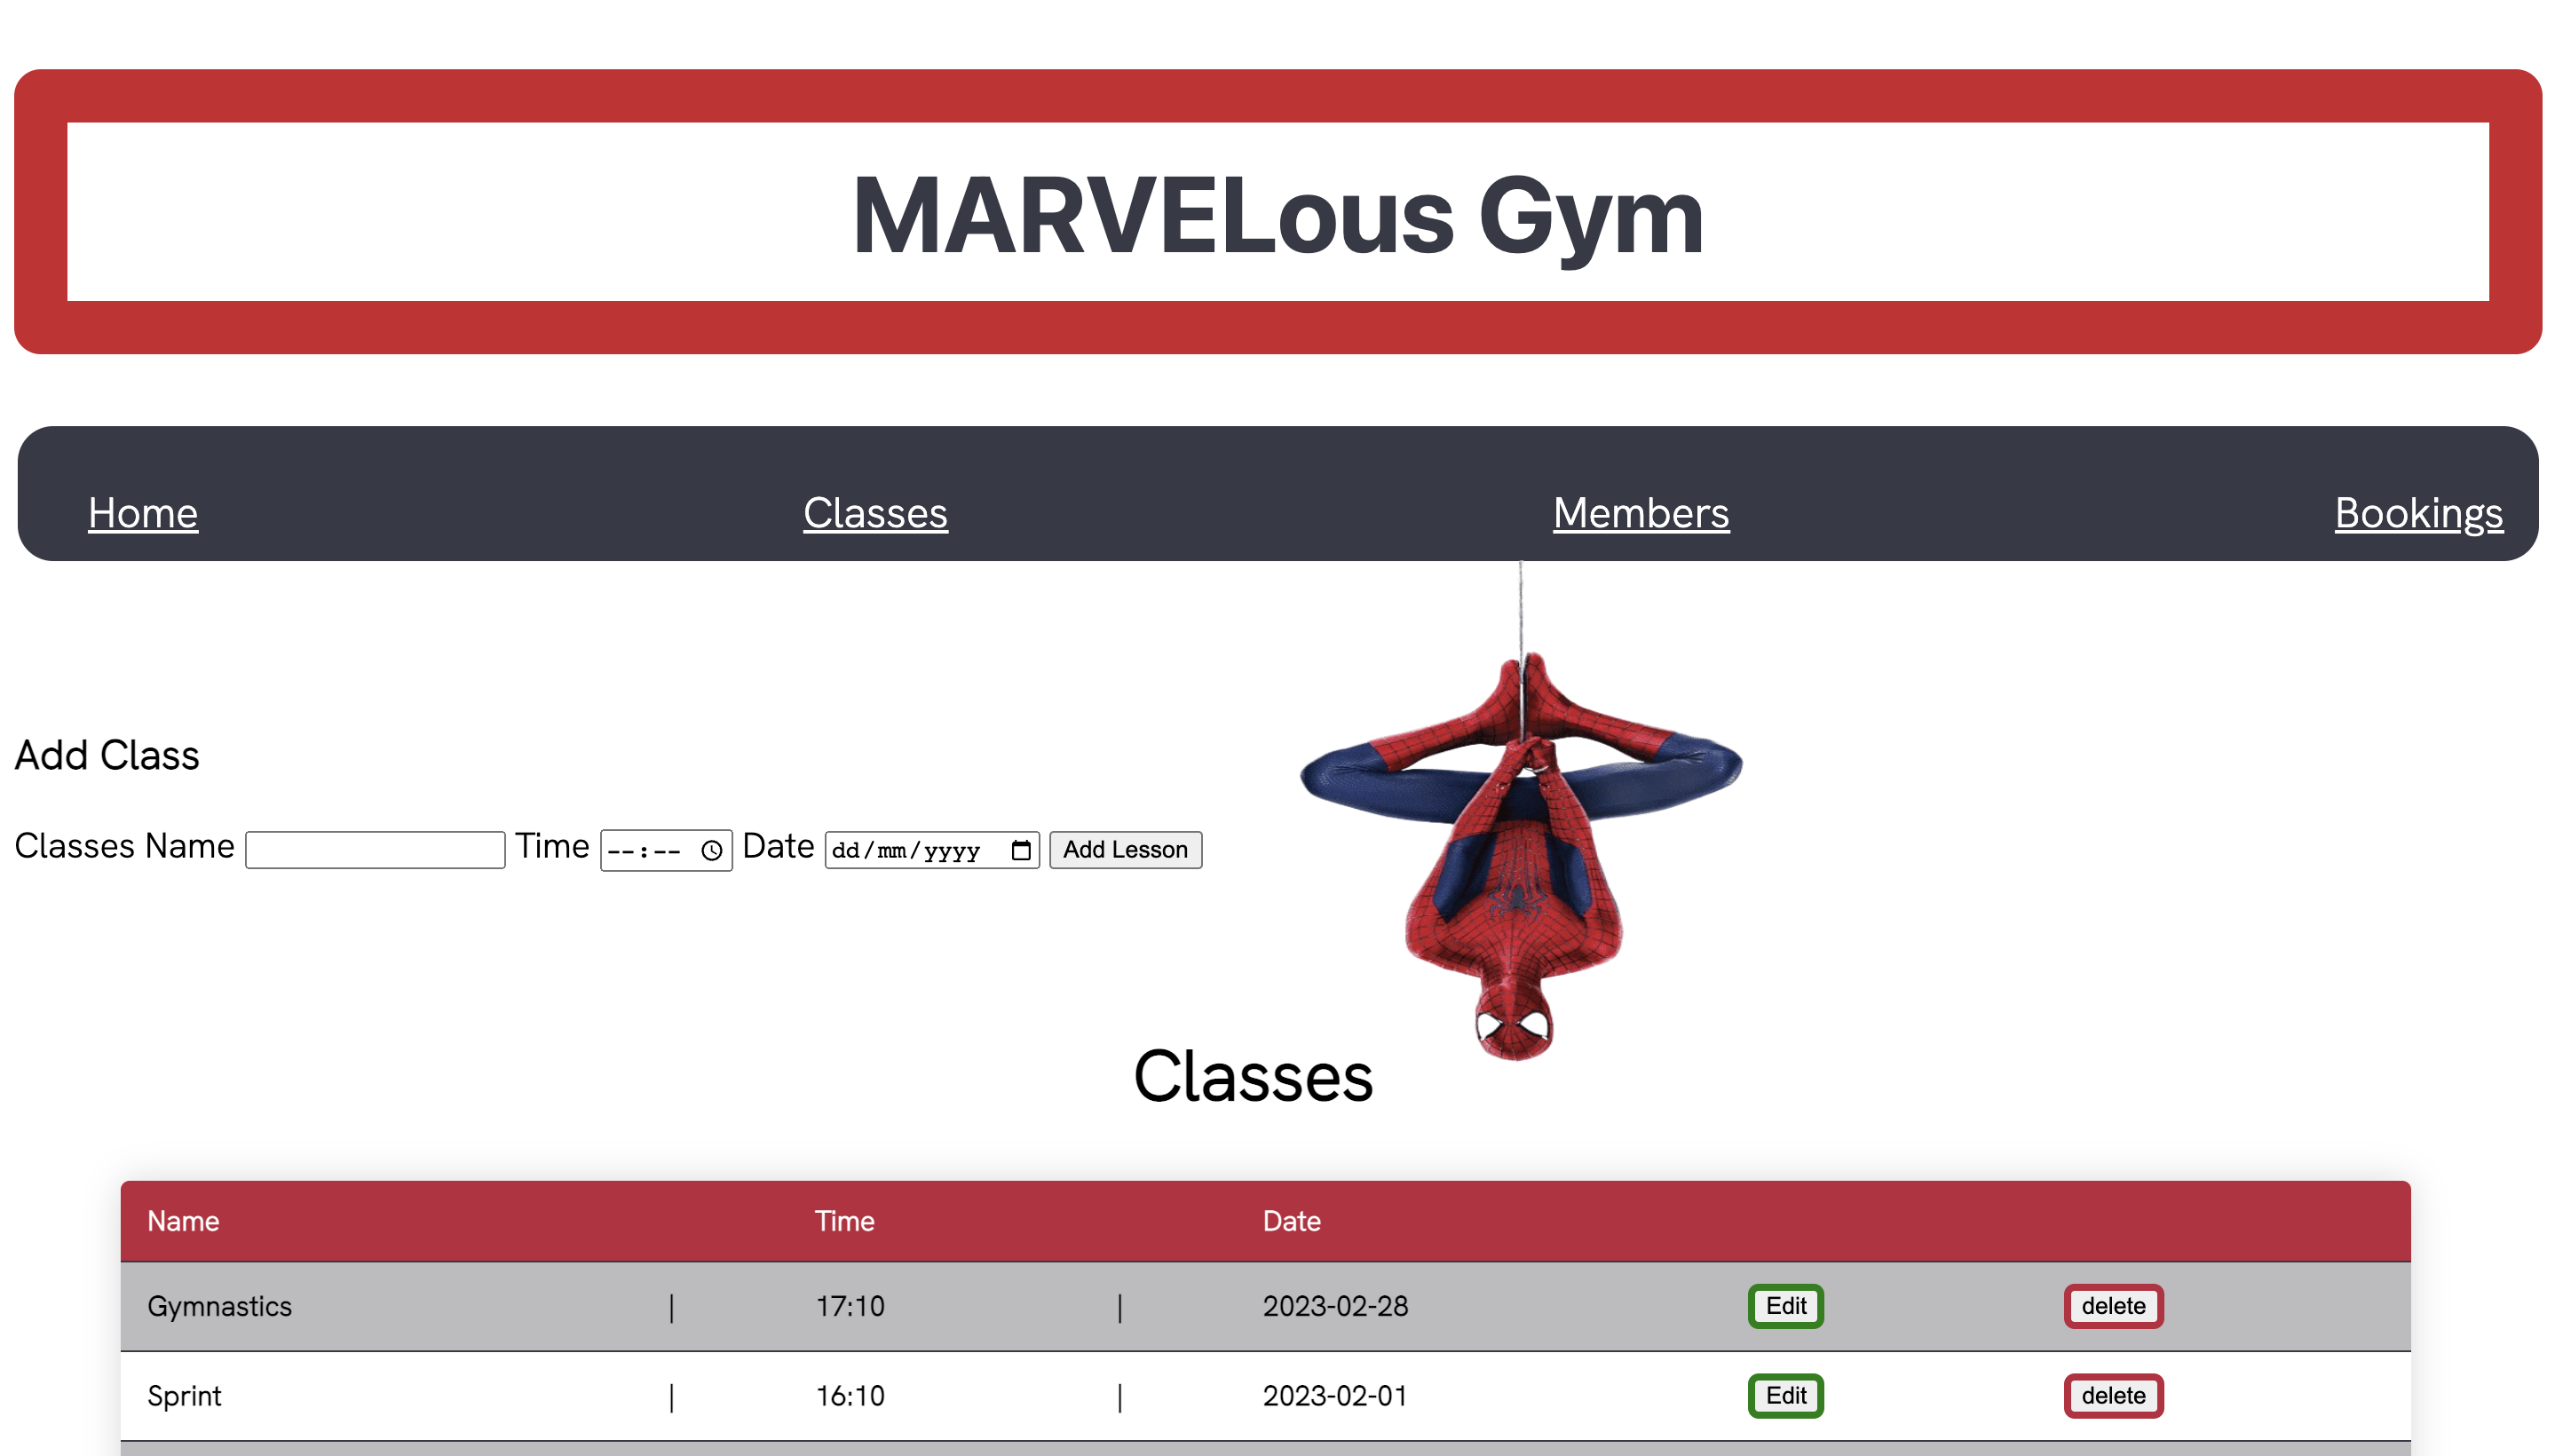 MARVELous Gym
Home Classes Members Bookings
Add Class
Classes Name Time --:-- Date dd/mm/yyyy Add Lesson
Classes
Name Time Date
Gymnastics | 17:10 | 2023-02-28 Edit delete
Sprint | 16:10 | 2023-02-01 Edit delete